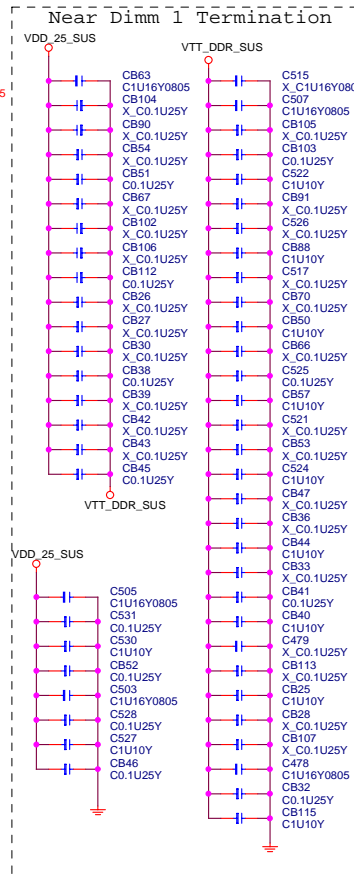 Near Dimm 1 Termination
VDD_25_SUS
CB63
C1U16Y0805
CB104
X_C0.1U25Y
CB90
X_C0.1U25Y
CB54
X_C0.1U25Y
CB51
C0.1U25Y
CB67
X_C0.1U25Y
CB102
X_C0.1U25Y
CB106
X_C0.1U25Y
CB112
C0.1U25Y
CB26
X_C0.1U25Y
CB27
X_C0.1U25Y
CB30
X_C0.1U25Y
CB38
C0.1U25Y
CB39
X_C0.1U25Y
CB42
X_C0.1U25Y
CB43
X_C0.1U25Y
CB45
C0.1U25Y
VTT_DDR_SUS
VDD_25_SUS
C505
C1U16Y0805
C531
C0.1U25Y
C530
C1U10Y
CB52
C0.1U25Y
C503
C1U16Y0805
C528
C0.1U25Y
C527
C1U10Y
CB46
C0.1U25Y
VTT_DDR_SUS
C515
X_C1U16Y080
C507
C1U16Y0805
CB105
X_C0.1U25Y
CB103
C0.1U25Y
C522
C1U10Y
CB91
X_C0.1U25Y
C526
X_C0.1U25Y
CB88
C1U10Y
C517
X_C0.1U25Y
CB70
X_C0.1U25Y
CB50
C1U10Y
CB66
X_C0.1U25Y
C525
C0.1U25Y
CB57
C1U10Y
C521
X_C0.1U25Y
CB53
X_C0.1U25Y
C524
C1U10Y
CB47
X_C0.1U25Y
CB36
X_C0.1U25Y
CB44
C1U10Y
CB33
X_C0.1U25Y
CB41
C0.1U25Y
CB40
C1U10Y
C479
X_C0.1U25Y
CB113
X_C0.1U25Y
CB25
C1U10Y
CB28
X_C0.1U25Y
CB107
X_C0.1U25Y
C478
C1U16Y0805
CB32
C0.1U25Y
CB115
C1U10Y